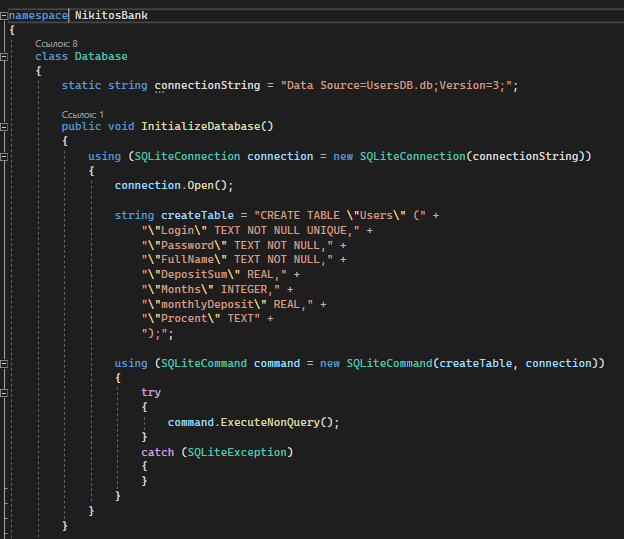 namespace NikitosBank
{
Ссылок: 8
class Database
{
static string connectionString = "Data Source=UsersDB.db;Version=3;";
Ссылок: 1
public void InitializeDatabase()
{
using (SQLiteConnection connection = new SQLiteConnection(connectionString))
{
connection.Open();
string createTable = "CREATE TABLE \"Users\" (" +
"\"Login\" TEXT NOT NULL UNIQUE," +
"\"Password\" TEXT NOT NULL," +
"\"FullName\" TEXT NOT NULL," +
"\"DepositSum\" REAL," +
"\"Months\" INTEGER," +
"\"monthlyDeposit\" REAL," +
"\"Procent\" TEXT" +
");";
using (SQLiteCommand command = new SQLiteCommand(createTable, connection))
{
try
{
command.ExecuteNonQuery();
}
catch (SQLiteException)
{
}
}
}
}